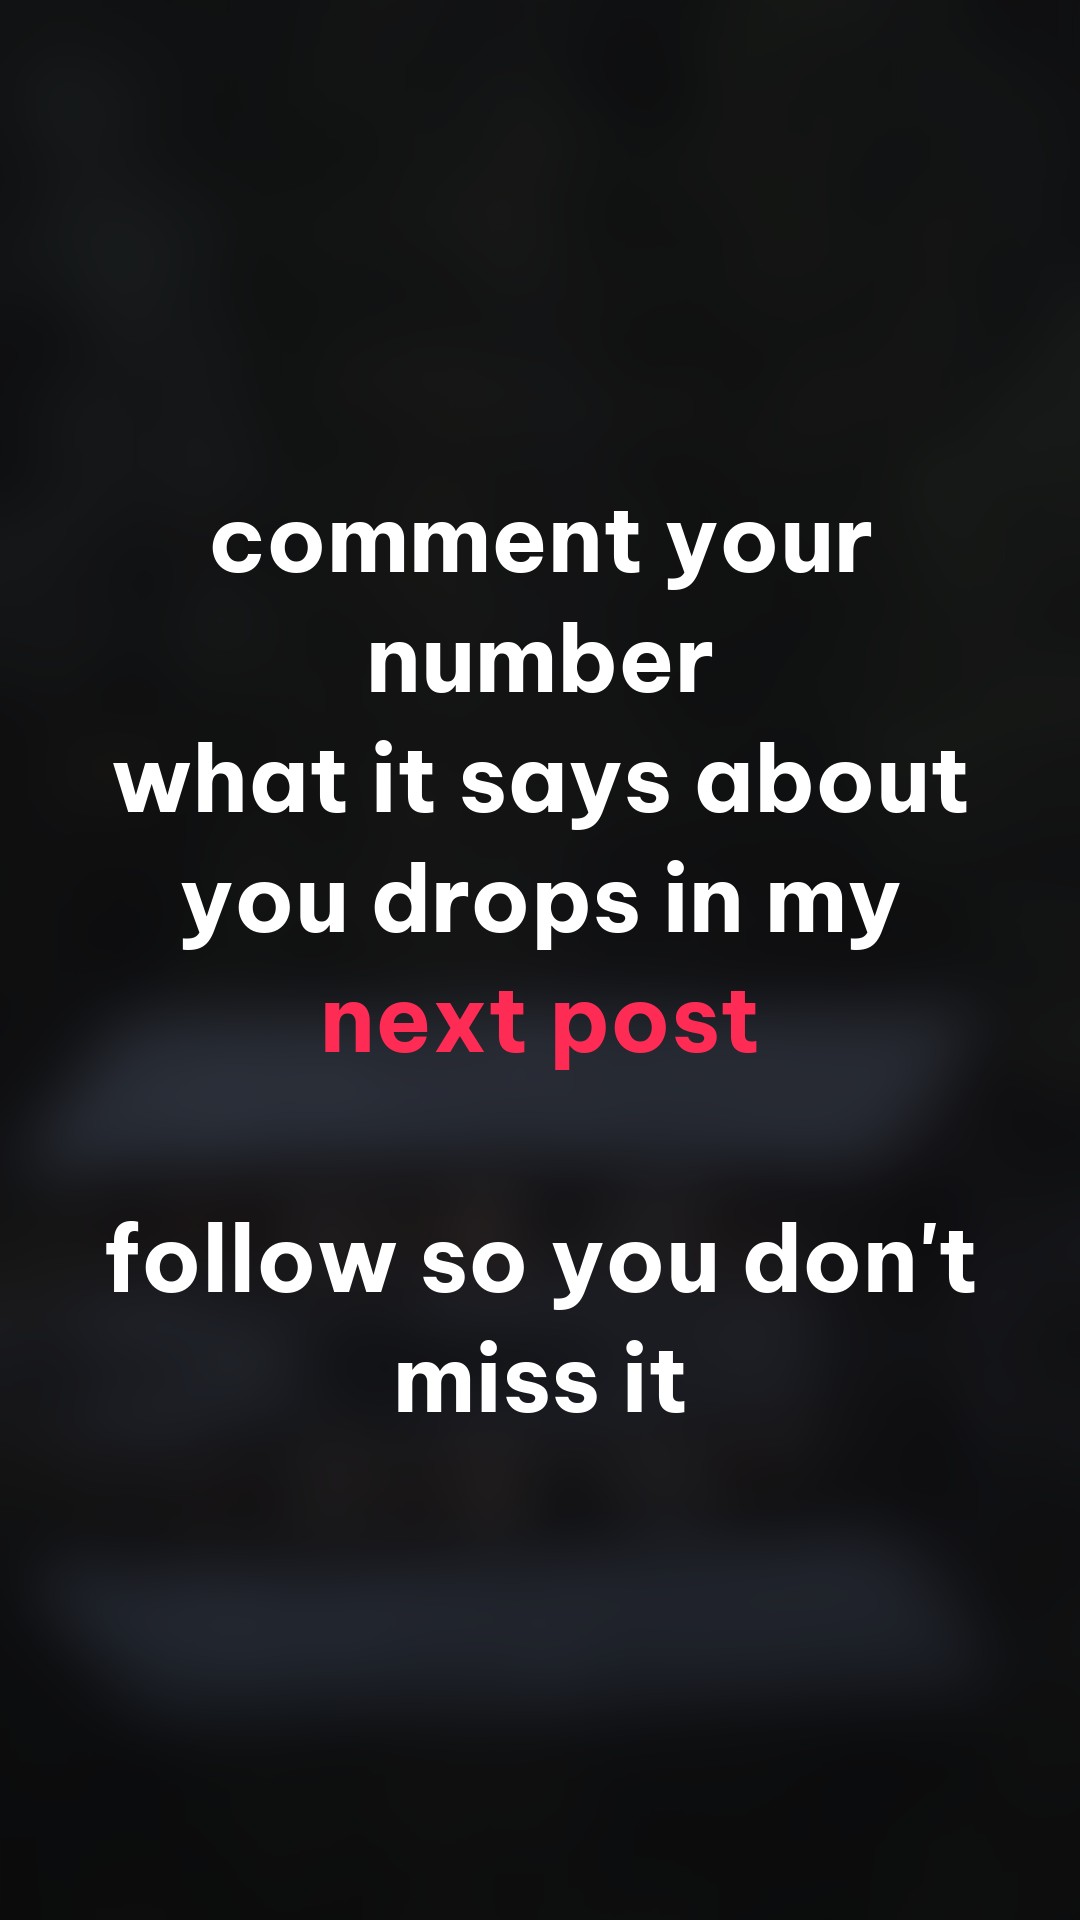 comment your
number
what it says about
you drops in my
next post
follow so you don't
miss it